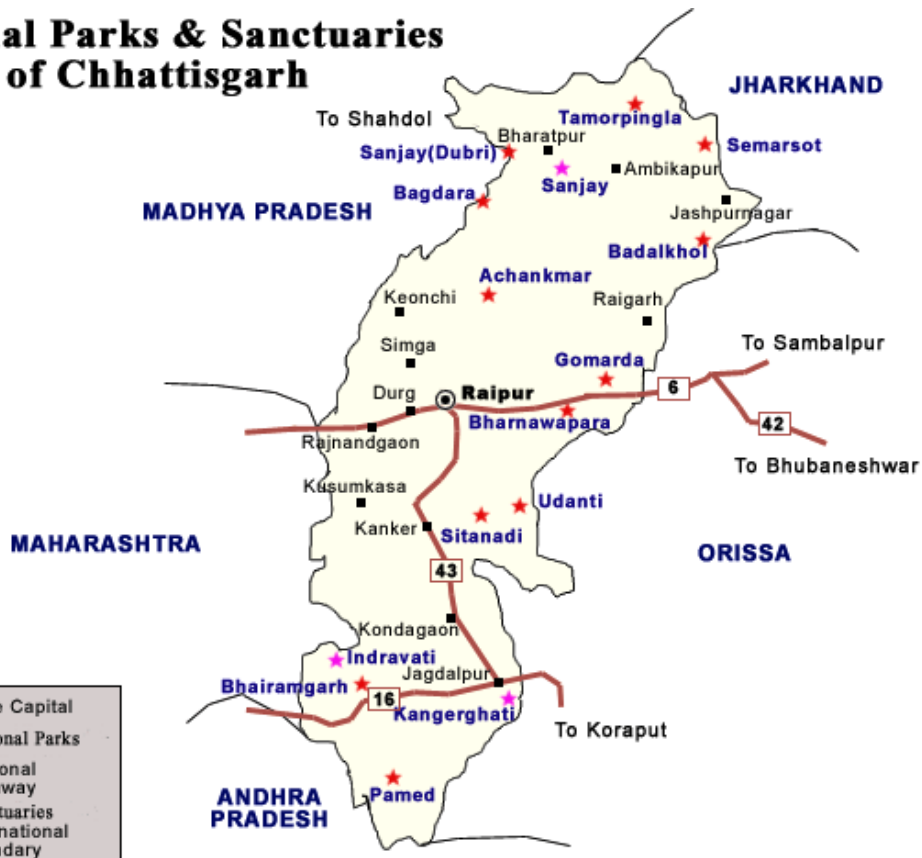 al Parks & Sanctuaries
of Chhattisgarh
JHARKHAND
To Shahdol
Tamorpingla
Bharatpur
Semarsot
Sanjay(Dubri)
Ambikapur
Sanjay
Bagdara
MADHYA PRADESH
Jashpurnagar
Badalkhol
Achankmar
Keonchi
Raigarh
To Sambalpur
Simga
Gomarda
6
Durg
Raipur
Bharnawapara
42
Rajnandgaon
To Bhubaneshwar
Kusumkasa
Udanti
Kanker
Sitanadi
MAHARASHTRA
ORISSA
43
Kondagaon
Indravati
Jagdalpur
Bhairamgarh
16
Kangerghati
To Koraput
Pamed
ANDHRA
PRADESH
e Capital
onal Parks
ional
way
tuaries
national
ndary